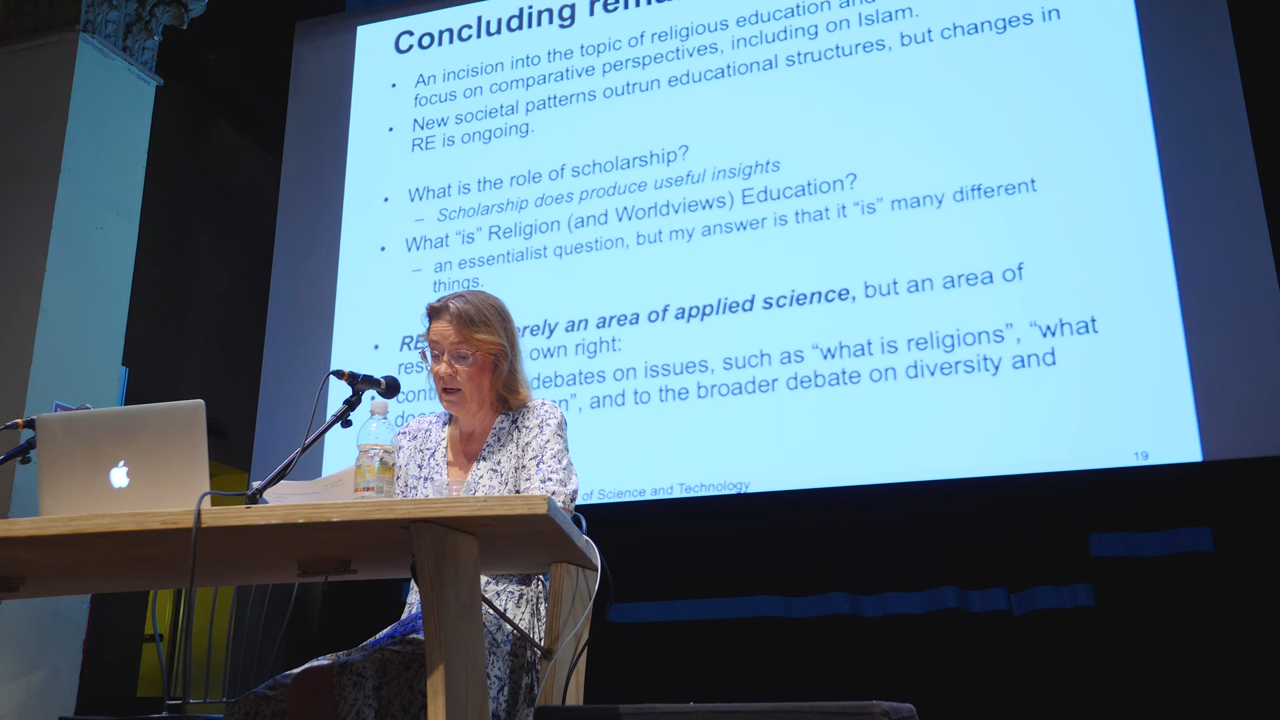 Concluding
• An incision into the topic of religious education and
focus on comparative perspectives, including on Islam.
• New societal patterns outrun educational structures, but changes in
RE is ongoing.
• What is the role of scholarship?
– Scholarship does produce useful insights
• What “is” Religion (and Worldviews) Education?
– an essentialist question, but my answer is that it “is” many different
things.
• RE an area of applied science, but an area of
own right:
debates on issues, such as “what is religions”, “what
and to the broader debate on diversity and
19
of Science and Technology